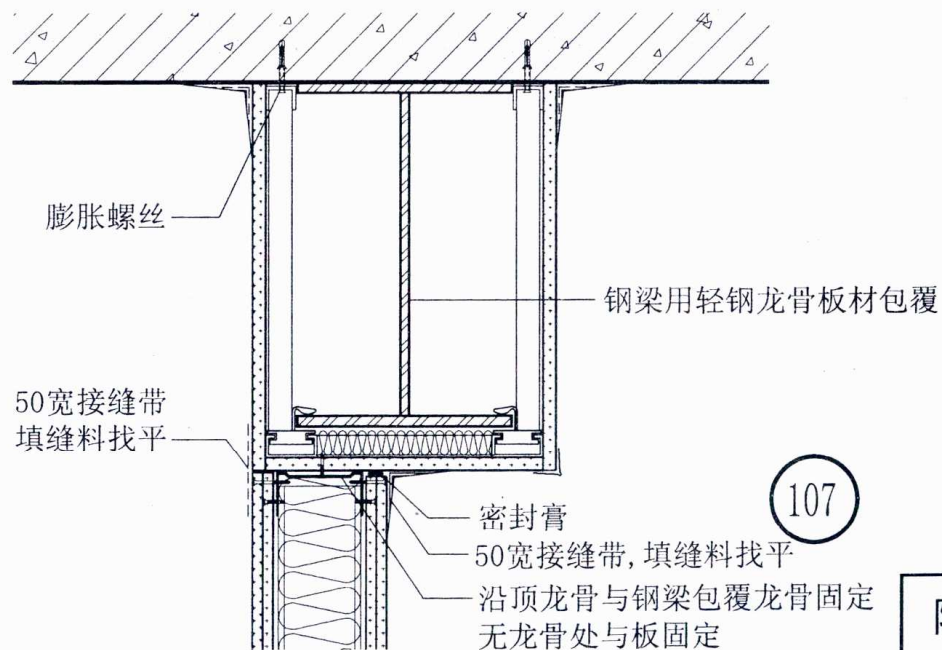 膨胀螺丝
钢梁用轻钢龙骨板材包覆
50宽接缝带
填缝料找平
107
密封膏
50宽接缝带,填缝料找平
沿顶龙骨与钢梁包覆龙骨固定
无龙骨处与板固定